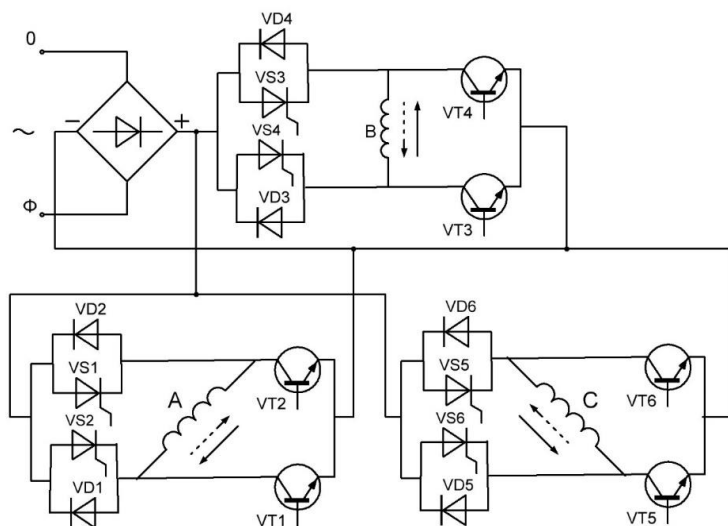 0
VD4
VS3
VT4
− +
~
B
VS4
Ф
VD3
VT3
VD2
VS1
A
VT2
VS2
VD1
VT1
VD6
VS5
C
VT6
VS6
VD5
VT5